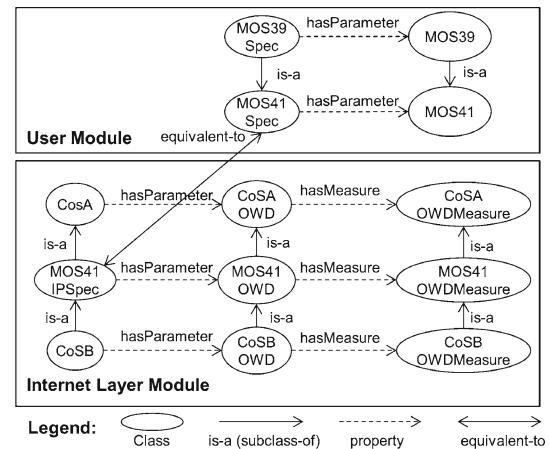 MOS39
Spec
hasParameter
MOS39
is-a
is-a
MOS41
Spec
hasParameter
MOS41
User Module
equivalent-to
CosA
hasParameter
CoSA
OWD
hasMeasure
CoSA
OWDMeasure
is-a
is-a
is-a
MOS41
IPSpec
hasParameter
MOS41
OWD
hasMeasure
MOS41
OWDMeasure
is-a
is-a
is-a
CoSB
hasParameter
CoSB
OWD
hasMeasure
CoSB
OWDMeasure
Internet Layer Module
Legend:
Class
is-a (subclass-of)
property
equivalent-to